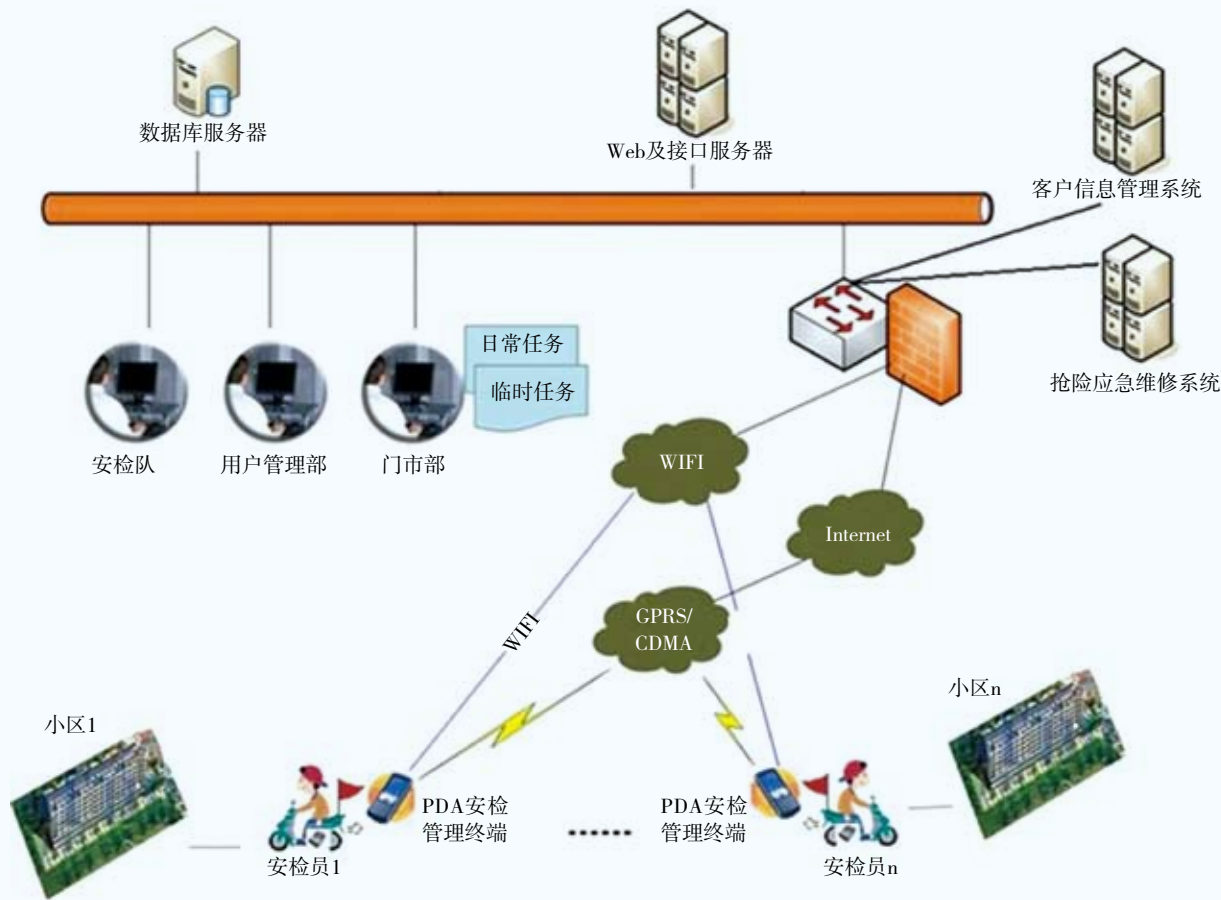 数据库服务器
Web及接口服务器
客户信息管理系统
抢险应急维修系统
日常任务
临时任务
安检队
用户管理部
门市部
WIFI
Internet
WIFI
GPRS/
CDMA
小区1
小区n
PDA安检
管理终端
PDA安检
管理终端
安检员1
安检员n